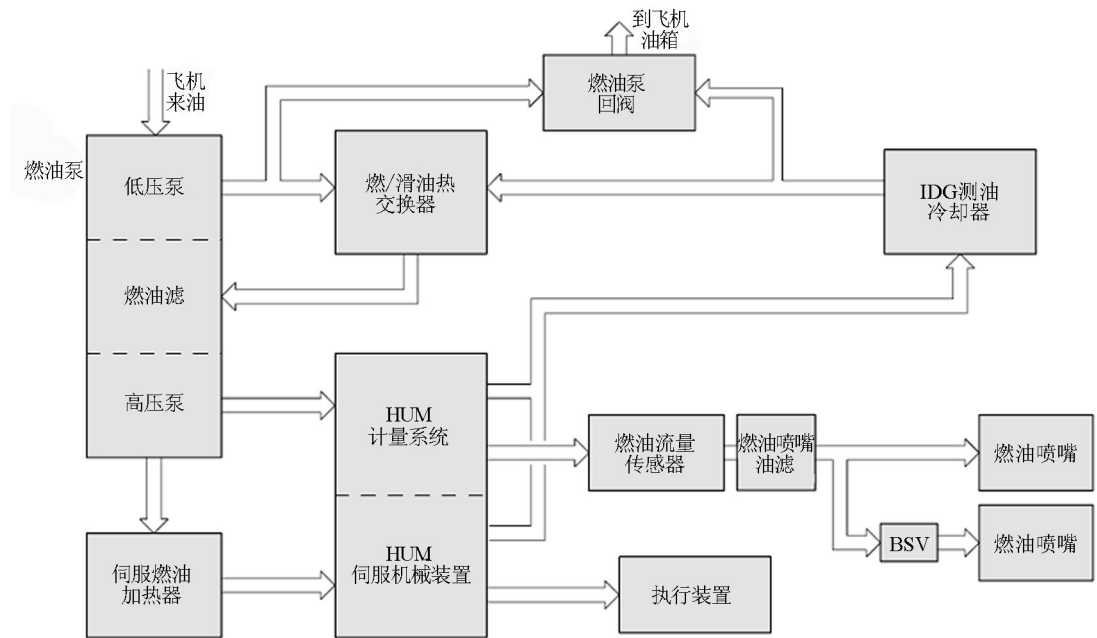 到飞机
油箱
飞机
来油
燃油泵
回阀
燃油泵
低压泵
燃/滑油热
交换器
IDG测油
冷却器
燃油滤
高压泵
HUM
计量系统
燃油流量
传感器
燃油喷嘴
油滤
燃油喷嘴
HUM
伺服机械装置
BSV
燃油喷嘴
伺服燃油
加热器
执行装置